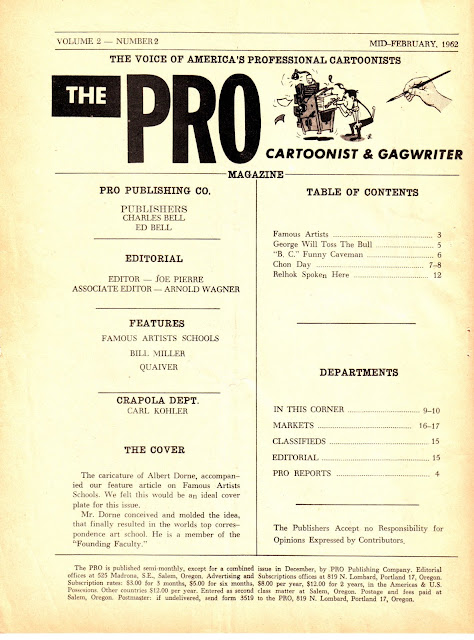 VOLUME 2 — NUMBER 2
MID-FEBRUARY, 1962
THE VOICE OF AMERICA'S PROFESSIONAL CARTOONISTS
THE PRO
CARTOONIST & GAGWRITER
MAGAZINE
PRO PUBLISHING CO.
PUBLISHERS
CHARLES BELL
ED BELL
EDITORIAL
EDITOR — JOE PIERRE
ASSOCIATE EDITOR — ARNOLD WAGNER
FEATURES
FAMOUS ARTISTS SCHOOLS
BILL MILLER
QUAIVER
CRAPOLA DEPT.
CARL KOHLER
THE COVER
The caricature of Albert Dorne, accompan-
ied our feature article on Famous Artists
Schools. We felt this would be an ideal cover
plate for this issue.
Mr. Dorne conceived and molded the idea,
that finally resulted in the worlds top corres-
pondence art school. He is a member of the
"Founding Faculty."
TABLE OF CONTENTS
Famous Artists ........ 3
George Will Toss The Bull ........ 5
"B. C." Funny Caveman ........ 6
Chon Day ........ 7-8
Relhok Spoken Here ........ 12
DEPARTMENTS
IN THIS CORNER ........ 9-10
MARKETS ........ 16-17
CLASSIFIEDS ........ 15
EDITORIAL ........ 15
PRO REPORTS ........ 4
The Publishers Accept no Responsibility for
Opinions Expressed by Contributors.
The PRO is published semi-monthly, except for a combined issue in December, by PRO Publishing Company. Editorial
offices at 525 Madrona, S.E., Salem, Oregon. Advertising and Subscriptions offices at 819 N. Lombard, Portland 17, Oregon.
Subscription rates: $3.00 for 3 months, $5.00 for six months, $8.00 per year, $12.00 for 2 years, in the Americas & U.S.
Possesions. Other countries $12.00 per year. Entered as second class matter at Salem, Oregon. Postage and fees paid at
Salem, Oregon. Postmaster: if undelivered, send form 3519 to the PRO, 819 N. Lombard, Portland 17, Oregon.